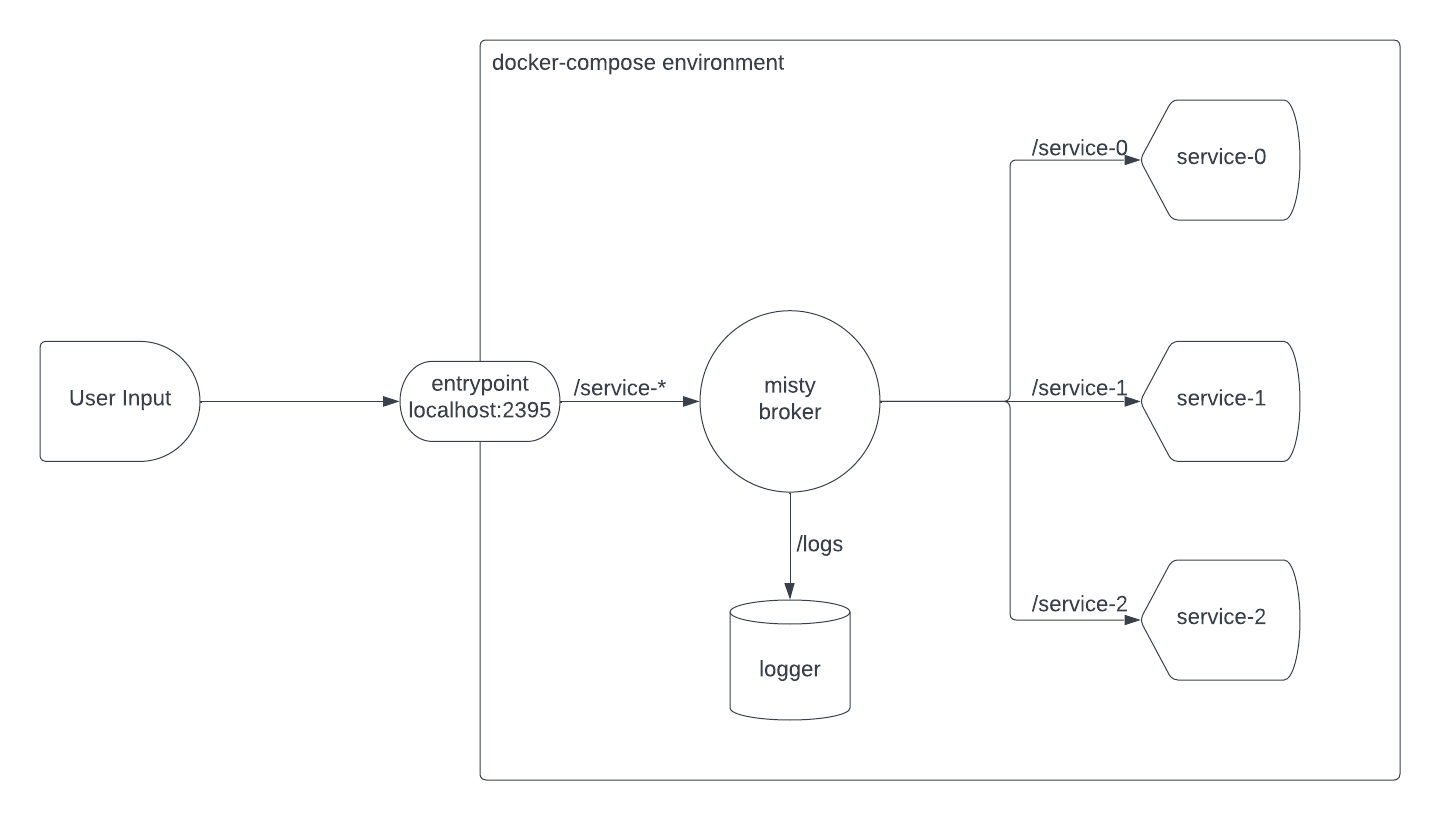 docker-compose environment
/service-0
service-0
User Input
entrypoint
localhost:2395
/service-*
misty
broker
/service-1
service-1
/logs
logger
/service-2
service-2